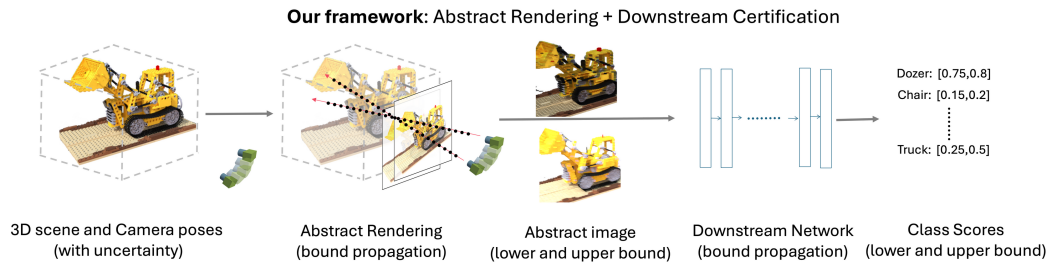 Our framework: Abstract Rendering + Downstream Certification
Dozer: [0.75,0.8]
Chair: [0.15,0.2]
Truck: [0.25,0.5]
3D scene and Camera poses
(with uncertainty)
Abstract Rendering
(bound propagation)
Abstract image
(lower and upper bound)
Downstream Network
(bound propagation)
Class Scores
(lower and upper bound)